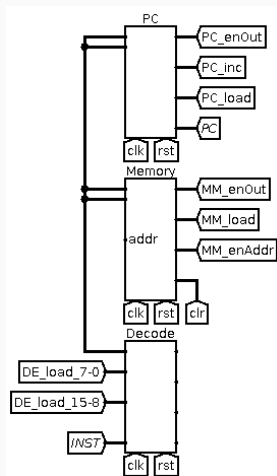 PC
PC_enOut
PC_inc
PC_load
PC
clk rst
Memory
MM_enOut
MM_load
addr
MM_enAddr
clk rst clr
Decode
DE_load_7-0
DE_load_15-8
INST
clk rst